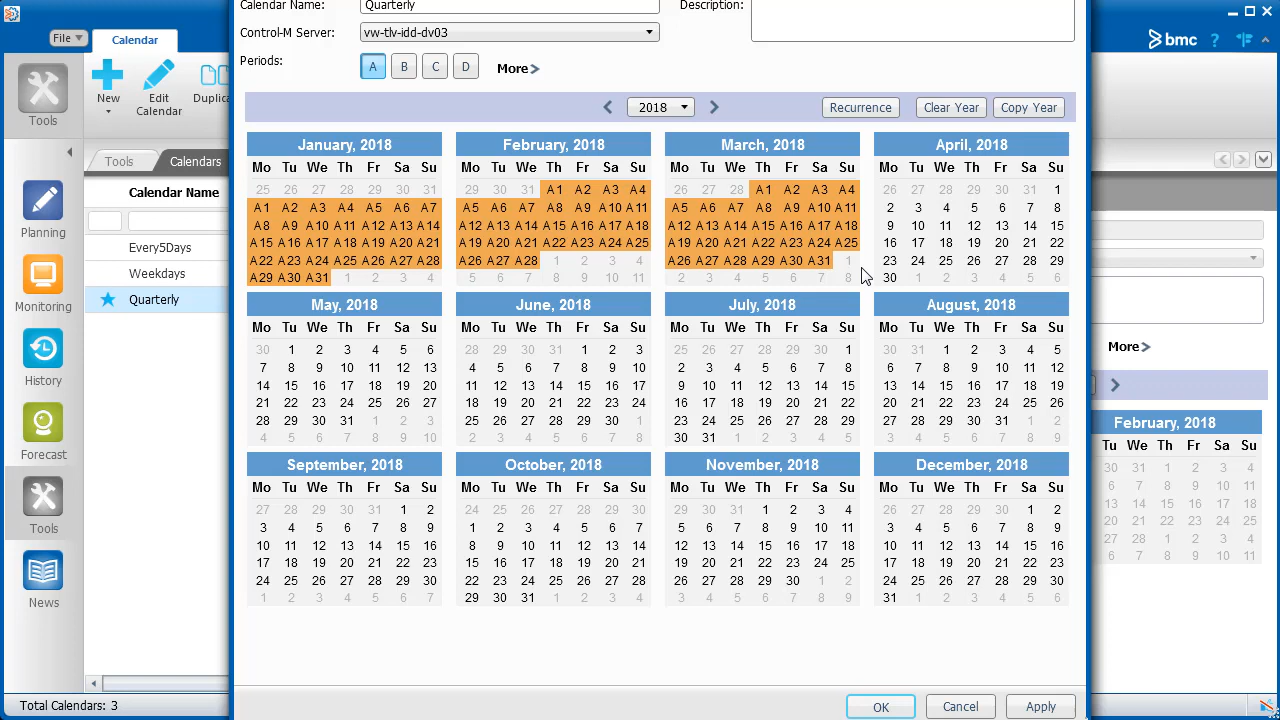 Calendar Name: Quarterly Description:
Control-M Server: vw-tlv-idd-dv03
Periods: A B C D More
File Calendar
bmc ?
New Edit Calendar Duplica
Tools
2018 Recurrence Clear Year Copy Year
Tools Calendars
Calendar Name
Every5Days
Weekdays
Quarterly
Planning
Monitoring
History
Forecast
Tools
News
January, 2018
Mo Tu We Th Fr Sa Su
25 26 27 28 29 30 31
A1 A2 A3 A4 A5 A6 A7
A8 A9 A10 A11 A12 A13 A14
A15 A16 A17 A18 A19 A20 A21
A22 A23 A24 A25 A26 A27 A28
A29 A30 A31 1 2 3 4
February, 2018
Mo Tu We Th Fr Sa Su
29 30 31 A1 A2 A3 A4
A5 A6 A7 A8 A9 A10 A11
A12 A13 A14 A15 A16 A17 A18
A19 A20 A21 A22 A23 A24 A25
A26 A27 A28 1 2 3 4
5 6 7 8 9 10 11
March, 2018
Mo Tu We Th Fr Sa Su
26 27 28 A1 A2 A3 A4
A5 A6 A7 A8 A9 A10 A11
A12 A13 A14 A15 A16 A17 A18
A19 A20 A21 A22 A23 A24 A25
A26 A27 A28 A29 A30 A31 1
2 3 4 5 6 7 8
April, 2018
Mo Tu We Th Fr Sa Su
26 27 28 29 30 31 1
2 3 4 5 6 7 8
9 10 11 12 13 14 15
16 17 18 19 20 21 22
23 24 25 26 27 28 29
30 1 2 3 4 5 6
May, 2018
Mo Tu We Th Fr Sa Su
30 1 2 3 4 5 6
7 8 9 10 11 12 13
14 15 16 17 18 19 20
21 22 23 24 25 26 27
28 29 30 31 1 2 3
4 5 6 7 8 9 10
June, 2018
Mo Tu We Th Fr Sa Su
28 29 30 31 1 2 3
4 5 6 7 8 9 10
11 12 13 14 15 16 17
18 19 20 21 22 23 24
25 26 27 28 29 30 1
2 3 4 5 6 7 8
July, 2018
Mo Tu We Th Fr Sa Su
25 26 27 28 29 30 1
2 3 4 5 6 7 8
9 10 11 12 13 14 15
16 17 18 19 20 21 22
23 24 25 26 27 28 29
30 31 1 2 3 4 5
August, 2018
Mo Tu We Th Fr Sa Su
30 31 1 2 3 4 5
6 7 8 9 10 11 12
13 14 15 16 17 18 19
20 21 22 23 24 25 26
27 28 29 30 31 1 2
3 4 5 6 7 8 9
September, 2018
Mo Tu We Th Fr Sa Su
27 28 29 30 31 1 2
3 4 5 6 7 8 9
10 11 12 13 14 15 16
17 18 19 20 21 22 23
24 25 26 27 28 29 30
1 2 3 4 5 6 7
October, 2018
Mo Tu We Th Fr Sa Su
24 25 26 27 28 29 30
1 2 3 4 5 6 7
8 9 10 11 12 13 14
15 16 17 18 19 20 21
22 23 24 25 26 27 28
29 30 31 1 2 3 4
November, 2018
Mo Tu We Th Fr Sa Su
29 30 31 1 2 3 4
5 6 7 8 9 10 11
12 13 14 15 16 17 18
19 20 21 22 23 24 25
26 27 28 29 30 1 2
3 4 5 6 7 8 9
December, 2018
Mo Tu We Th Fr Sa Su
26 27 28 29 30 1 2
3 4 5 6 7 8 9
10 11 12 13 14 15 16
17 18 19 20 21 22 23
24 25 26 27 28 29 30
31 1 2 3 4 5 6
More
February, 2018
Tu We Th Fr Sa Su
30 31 1 2 3 4
6 7 8 9 10 11
13 14 15 16 17 18
20 21 22 23 24 25
27 28 1 2 3 4
6 7 8 9 10 11
OK Cancel Apply
Total Calendars: 3